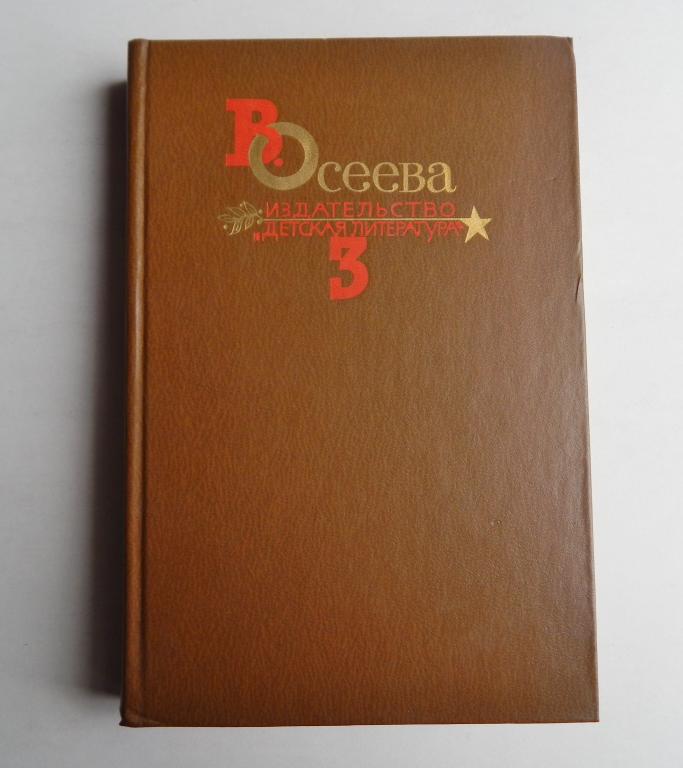 В. Осеева
ИЗДАТЕЛЬСТВО
„ДЕТСКАЯ ЛИТЕРАТУРА"
3